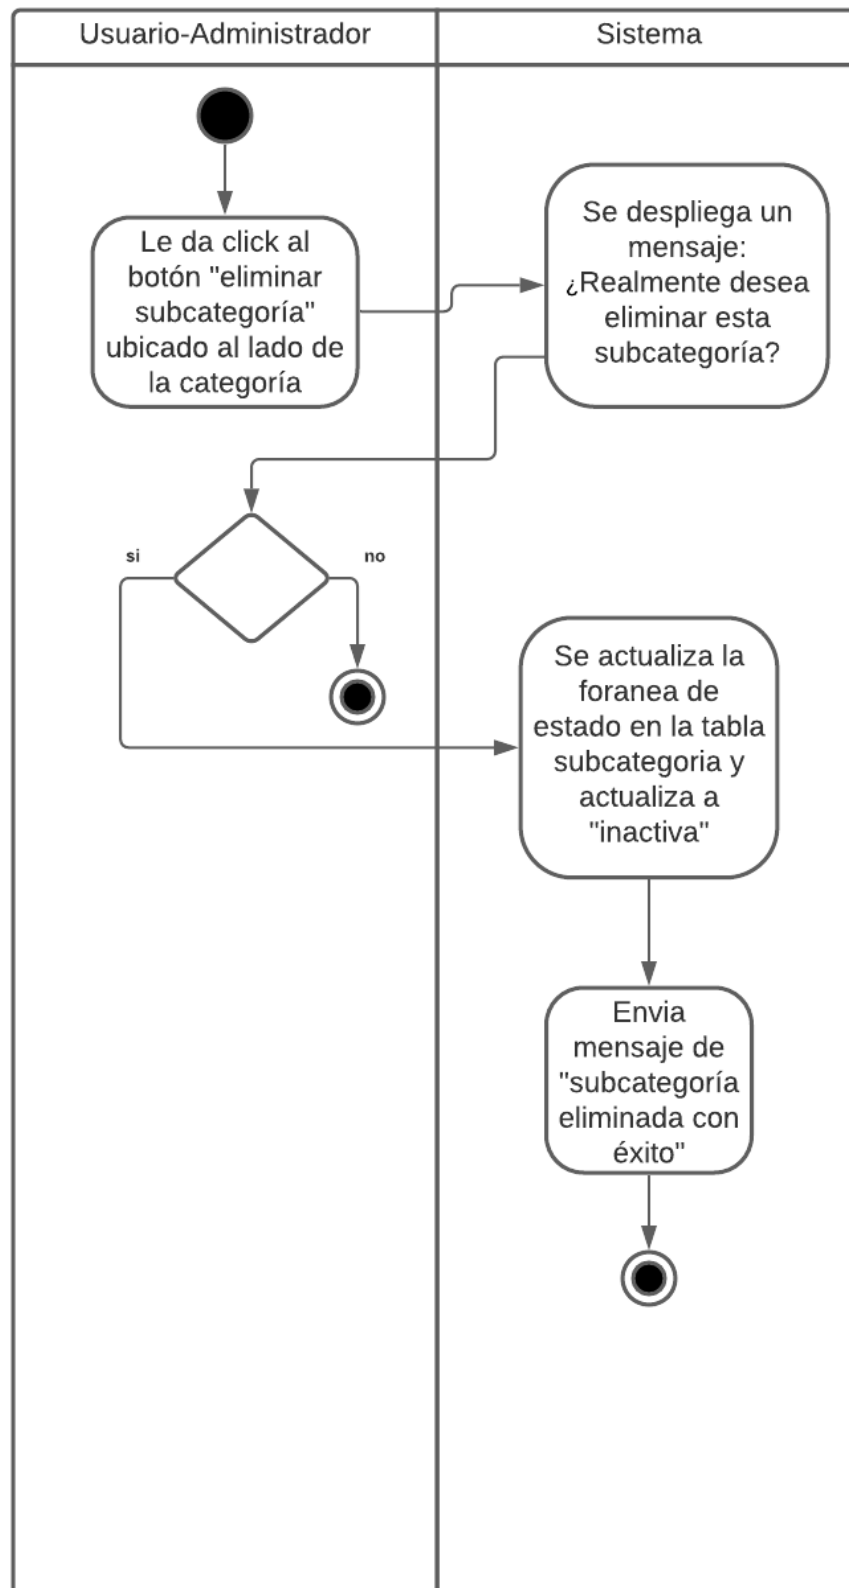 Usuario-Administrador
Sistema
Le da click al
botón "eliminar
subcategoría"
ubicado al lado de
la categoría
Se despliega un
mensaje:
¿Realmente desea
eliminar esta
subcategoría?
si
no
Se actualiza la
foranea de
estado en la tabla
subcategoria y
actualiza a
"inactiva"
Envia
mensaje de
"subcategoría
eliminada con
éxito"